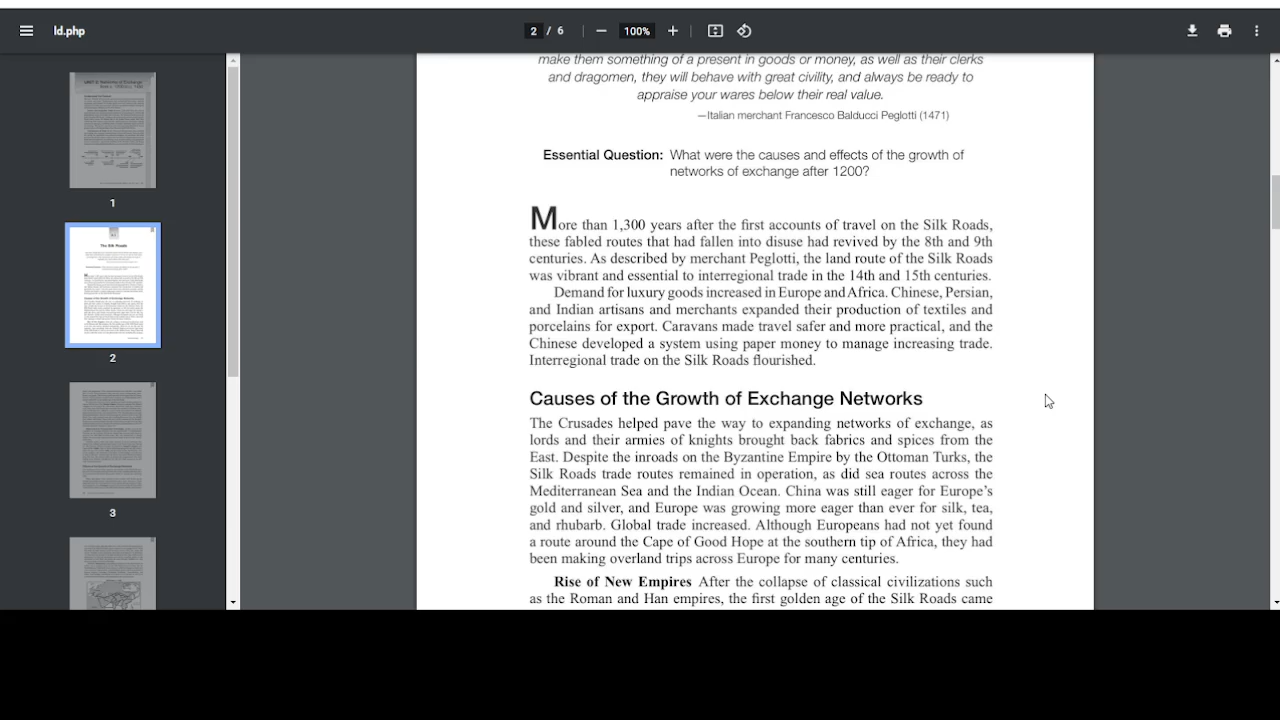 ld.php
2 / 6
100%
make them something of a present in goods or money, as well as their clerks
and dragomen, they will behave with great civility, and always be ready to
appraise your wares below their real value.
—Italian merchant Francesco Balducci Peglotti (1471)
Essential Question: What were the causes and effects of the growth of
networks of exchange after 1200?
More than 1,300 years after the first accounts of travel on the Silk Roads,
these fabled routes that had fallen into disuse had revived by the 8th and 9th
centuries. As described by merchant Peglotti, the land route of the Silk Roads
was vibrant and essential to interregional trade in the 14th and 15th centuries.
Demand for luxury goods increased in Europe and Africa. Chinese, Persian,
and Indian artisans and merchants expanded their production of textiles and
porcelains for export. Caravans made travel safer and more practical, and the
Chinese developed a system using paper money to manage increasing trade.
Interregional trade on the Silk Roads flourished.
Causes of the Growth of Exchange Networks
The Crusades helped pave the way to expanding networks of exchange, as
lords and their armies of knights brought back fabrics and spices from the
East. Despite the inroads on the Byzantine Empire by the Ottoman Turks, the
Silk Roads trade routes remained in operation, as did sea routes across the
Mediterranean Sea and the Indian Ocean. China was still eager for Europe's
gold and silver, and Europe was growing more eager than ever for silk, tea,
and rhubarb. Global trade increased. Although Europeans had not yet found
a route around the Cape of Good Hope at the southern tip of Africa, they had
been making overland trips across Europe for many centuries.
Rise of New Empires After the collapse of classical civilizations such
as the Roman and Han empires, the first golden age of the Silk Roads came
1
The Silk Roads
2
3